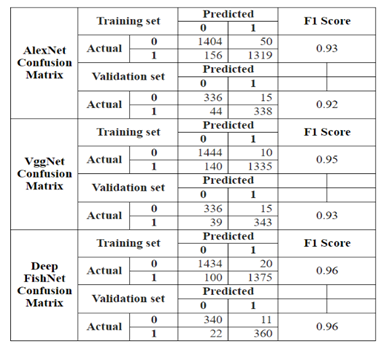 AlexNet Confusion Matrix
Training set Predicted F1 Score
0 1
Actual 0 1404 50 0.93
1 156 1319
Validation set Predicted
0 1
Actual 0 336 15 0.92
1 44 338
VggNet Confusion Matrix
Training set Predicted F1 Score
0 1
Actual 0 1444 10 0.95
1 140 1335
Validation set Predicted
0 1
Actual 0 336 15 0.93
1 39 343
Deep FishNet Confusion Matrix
Training set Predicted F1 Score
0 1
Actual 0 1434 20 0.96
1 100 1375
Validation set Predicted
0 1
Actual 0 340 11 0.96
1 22 360